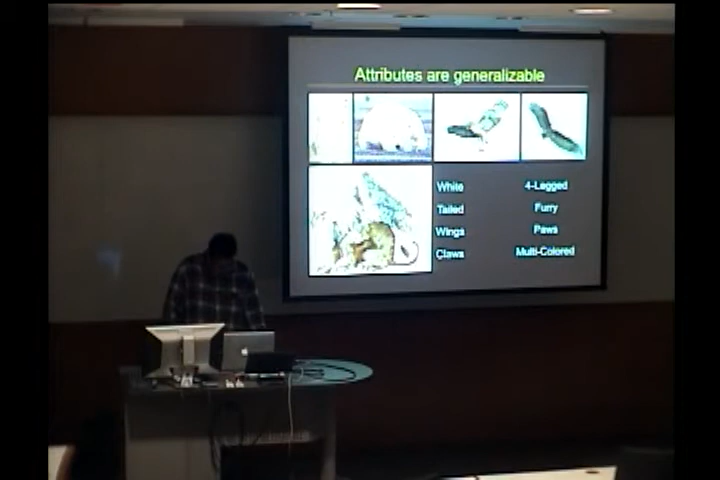 Attributes are generalizable
White 4-Legged
Tailed Furry
Wings Paws
Claws Multi-Colored